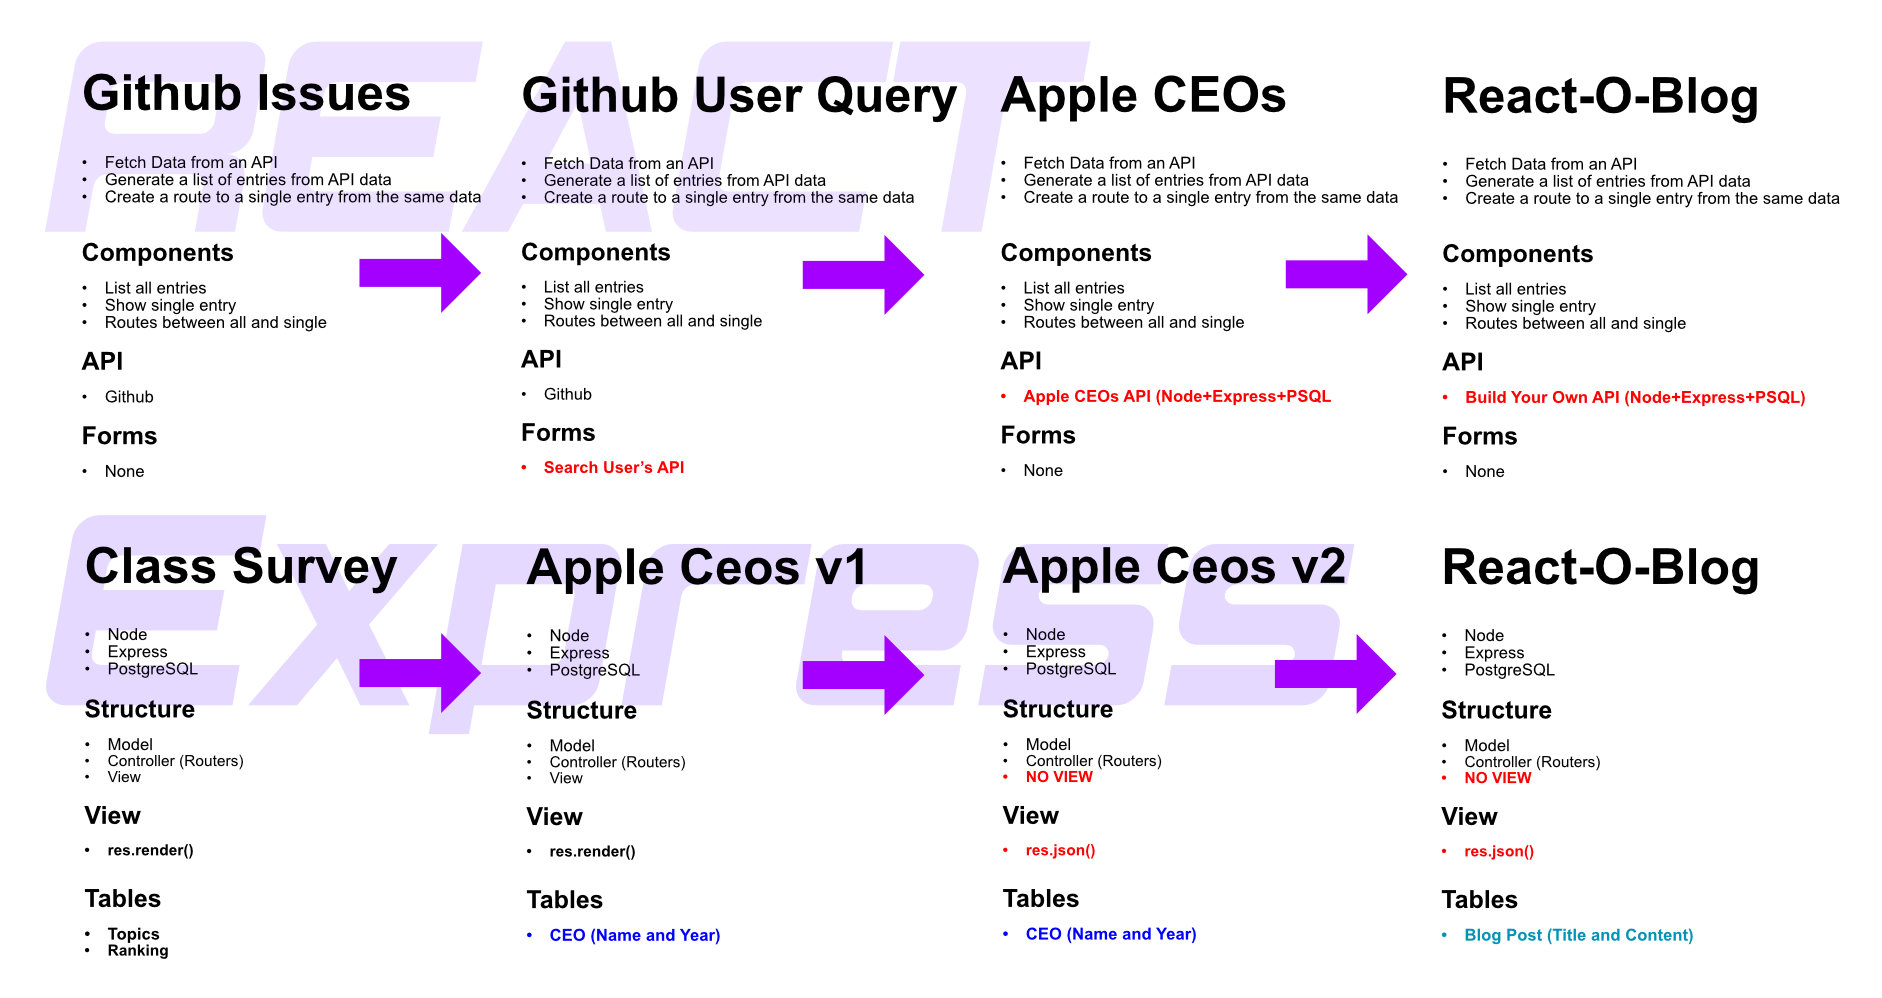 REACT
Github Issues
• Fetch Data from an API
• Generate a list of entries from API data
• Create a route to a single entry from the same data
Components
• List all entries
• Show single entry
• Routes between all and single
API
• Github
Forms
• None
Github User Query
• Fetch Data from an API
• Generate a list of entries from API data
• Create a route to a single entry from the same data
Components
• List all entries
• Show single entry
• Routes between all and single
API
• Github
Forms
• Search User’s API
Apple CEOs
• Fetch Data from an API
• Generate a list of entries from API data
• Create a route to a single entry from the same data
Components
• List all entries
• Show single entry
• Routes between all and single
API
• Apple CEOs API (Node+Express+PSQL
Forms
• None
React-O-Blog
• Fetch Data from an API
• Generate a list of entries from API data
• Create a route to a single entry from the same data
Components
• List all entries
• Show single entry
• Routes between all and single
API
• Build Your Own API (Node+Express+PSQL)
Forms
• None
Express
Class Survey
• Node
• Express
• PostgreSQL
Structure
• Model
• Controller (Routers)
• View
View
• res.render()
Tables
• Topics
• Ranking
Apple Ceos v1
• Node
• Express
• PostgreSQL
Structure
• Model
• Controller (Routers)
• View
View
• res.render()
Tables
• CEO (Name and Year)
Apple Ceos v2
• Node
• Express
• PostgreSQL
Structure
• Model
• Controller (Routers)
• NO VIEW
View
• res.json()
Tables
• CEO (Name and Year)
React-O-Blog
• Node
• Express
• PostgreSQL
Structure
• Model
• Controller (Routers)
• NO VIEW
View
• res.json()
Tables
• Blog Post (Title and Content)